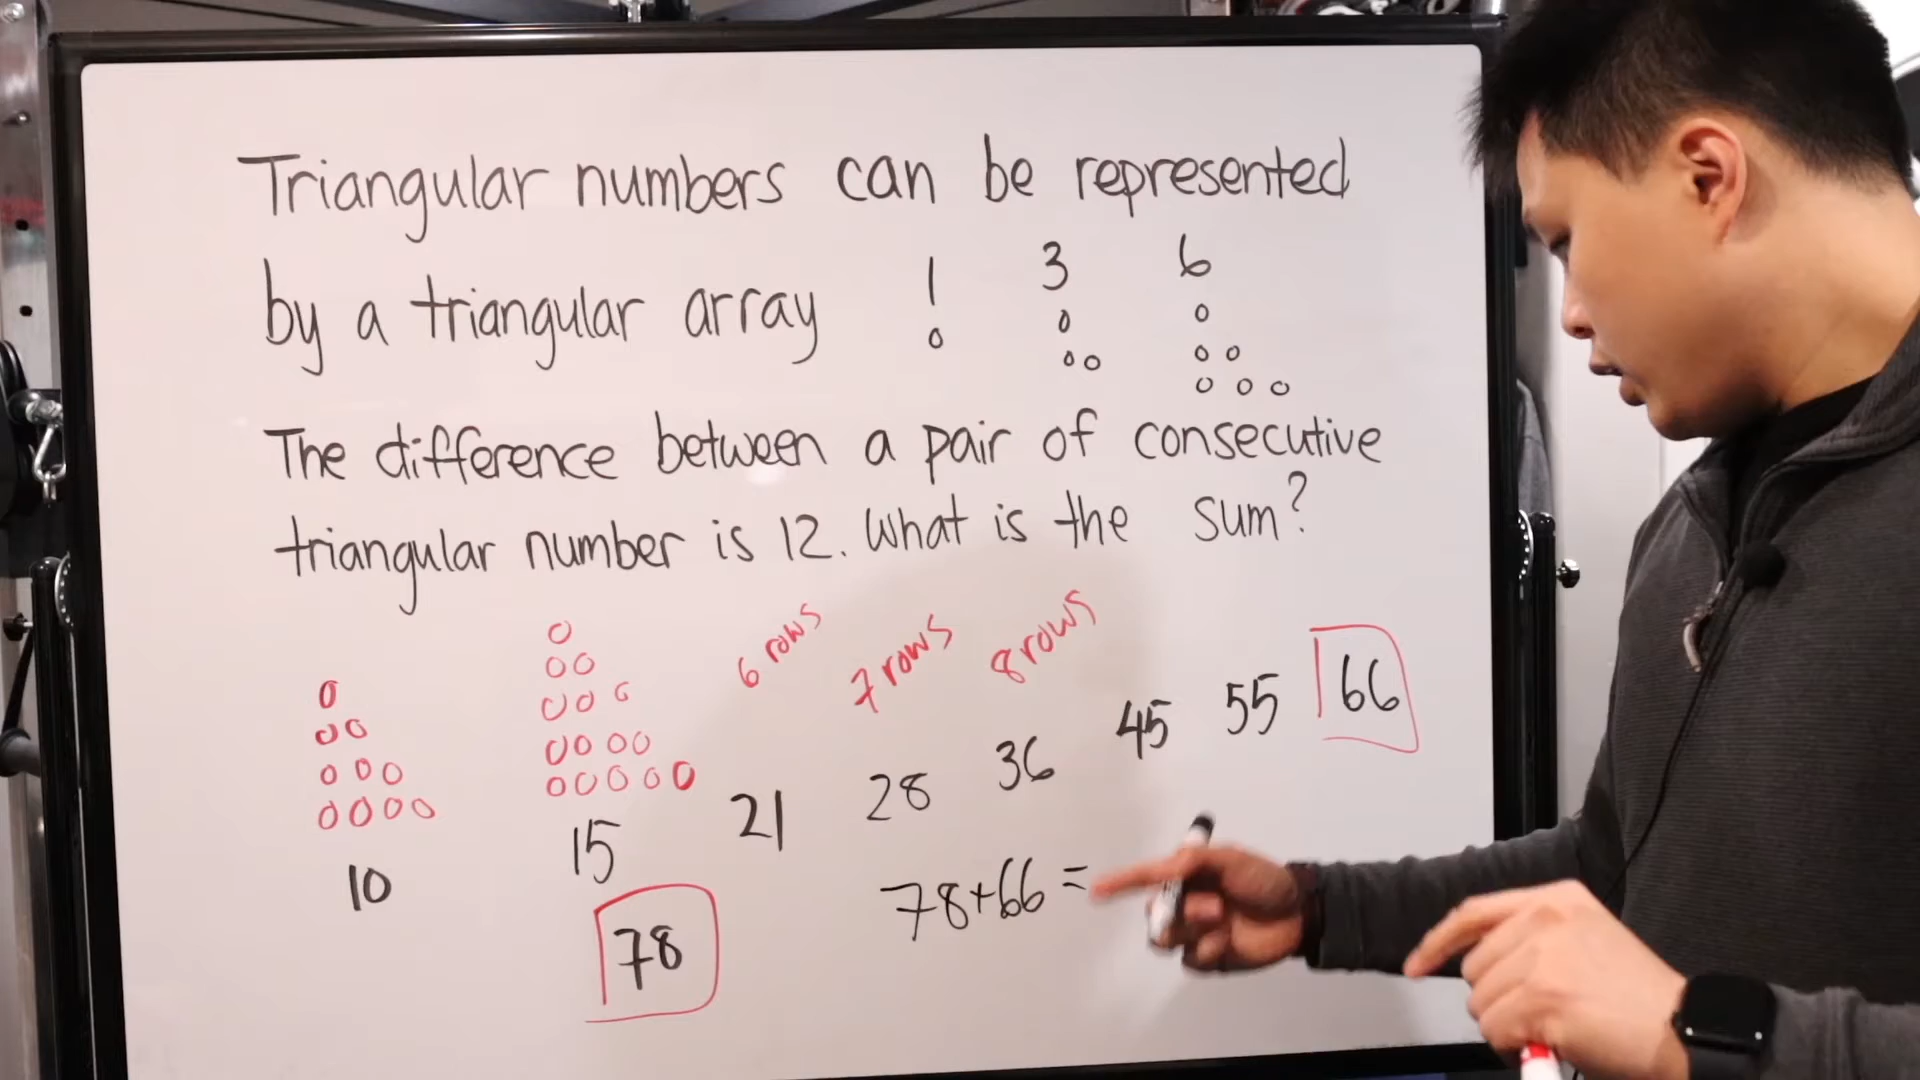 Triangular numbers can be represented
by a triangular array 1 3 6
The difference between a pair of consecutive
triangular number is 12. What is the sum?
6 rows 7 rows 8 rows
10 15 21 28 36 45 55 66
78 78+66=